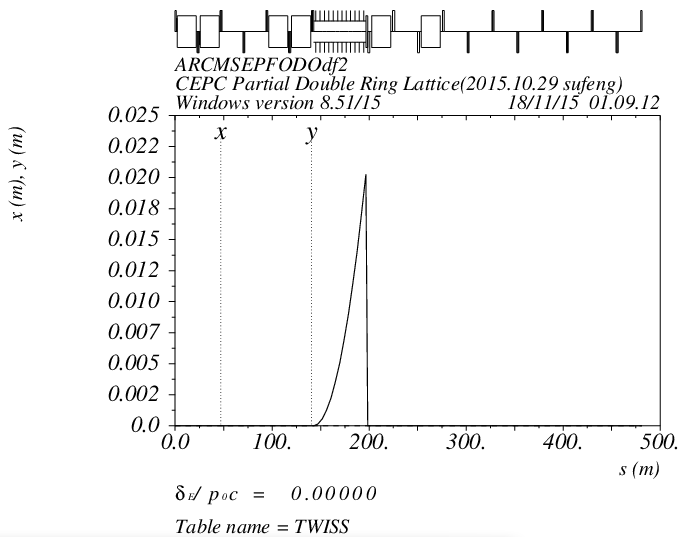 ARCMSEPFODOdf2
CEPC Partial Double Ring Lattice(2015.10.29 sufeng)
Windows version 8.51/15 18/11/15 01.09.12
x (m), y (m)
x y
0.025
0.022
0.020
0.018
0.015
0.012
0.010
0.007
0.005
0.002
0.0
0.0 100. 200. 300. 400. 500.
s (m)
δE/ p0c = 0.00000
Table name = TWISS